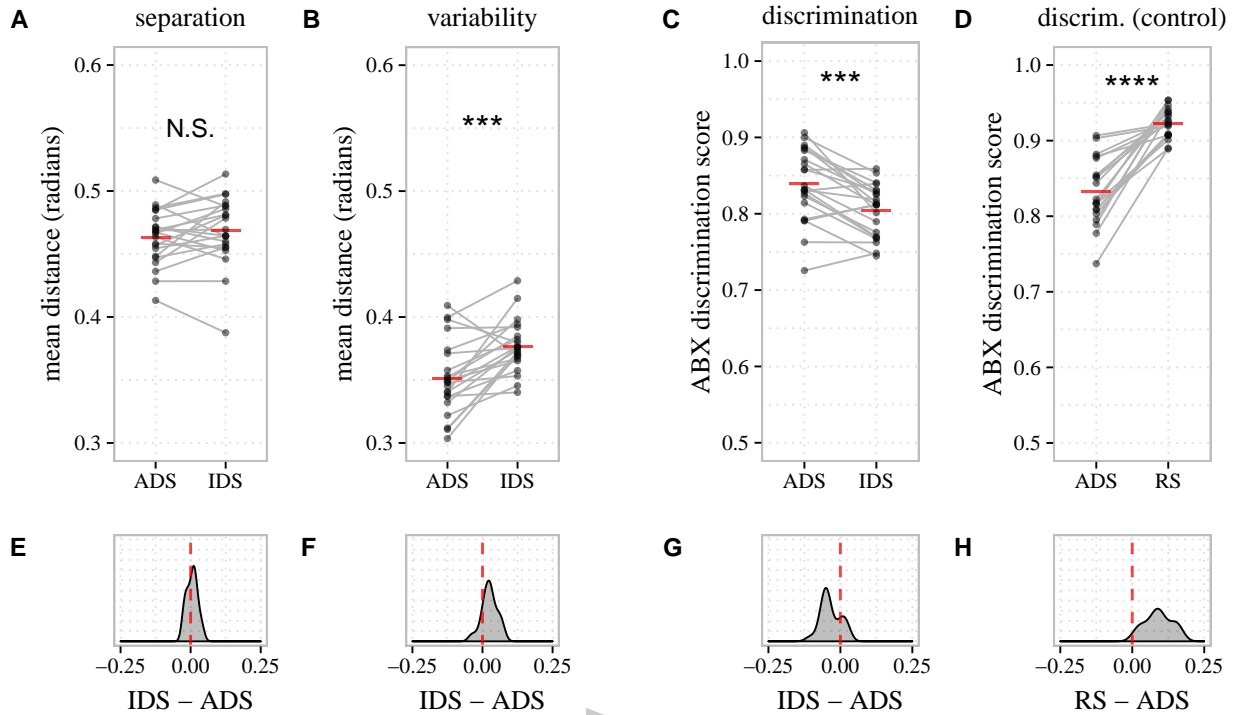 A separation
B variability
C discrimination
D discrim. (control)
mean distance (radians)
0.6
0.5
0.4
0.3
N.S.
ADS IDS
mean distance (radians)
0.6
0.5
0.4
0.3
***
ADS IDS
ABX discrimination score
1.0
0.9
0.8
0.7
0.6
0.5
***
ADS IDS
ABX discrimination score
1.0
0.9
0.8
0.7
0.6
0.5
****
ADS RS
E
−0.25 0.00 0.25
IDS − ADS
F
−0.25 0.00 0.25
IDS − ADS
G
−0.25 0.00 0.25
IDS − ADS
H
−0.25 0.00 0.25
RS − ADS